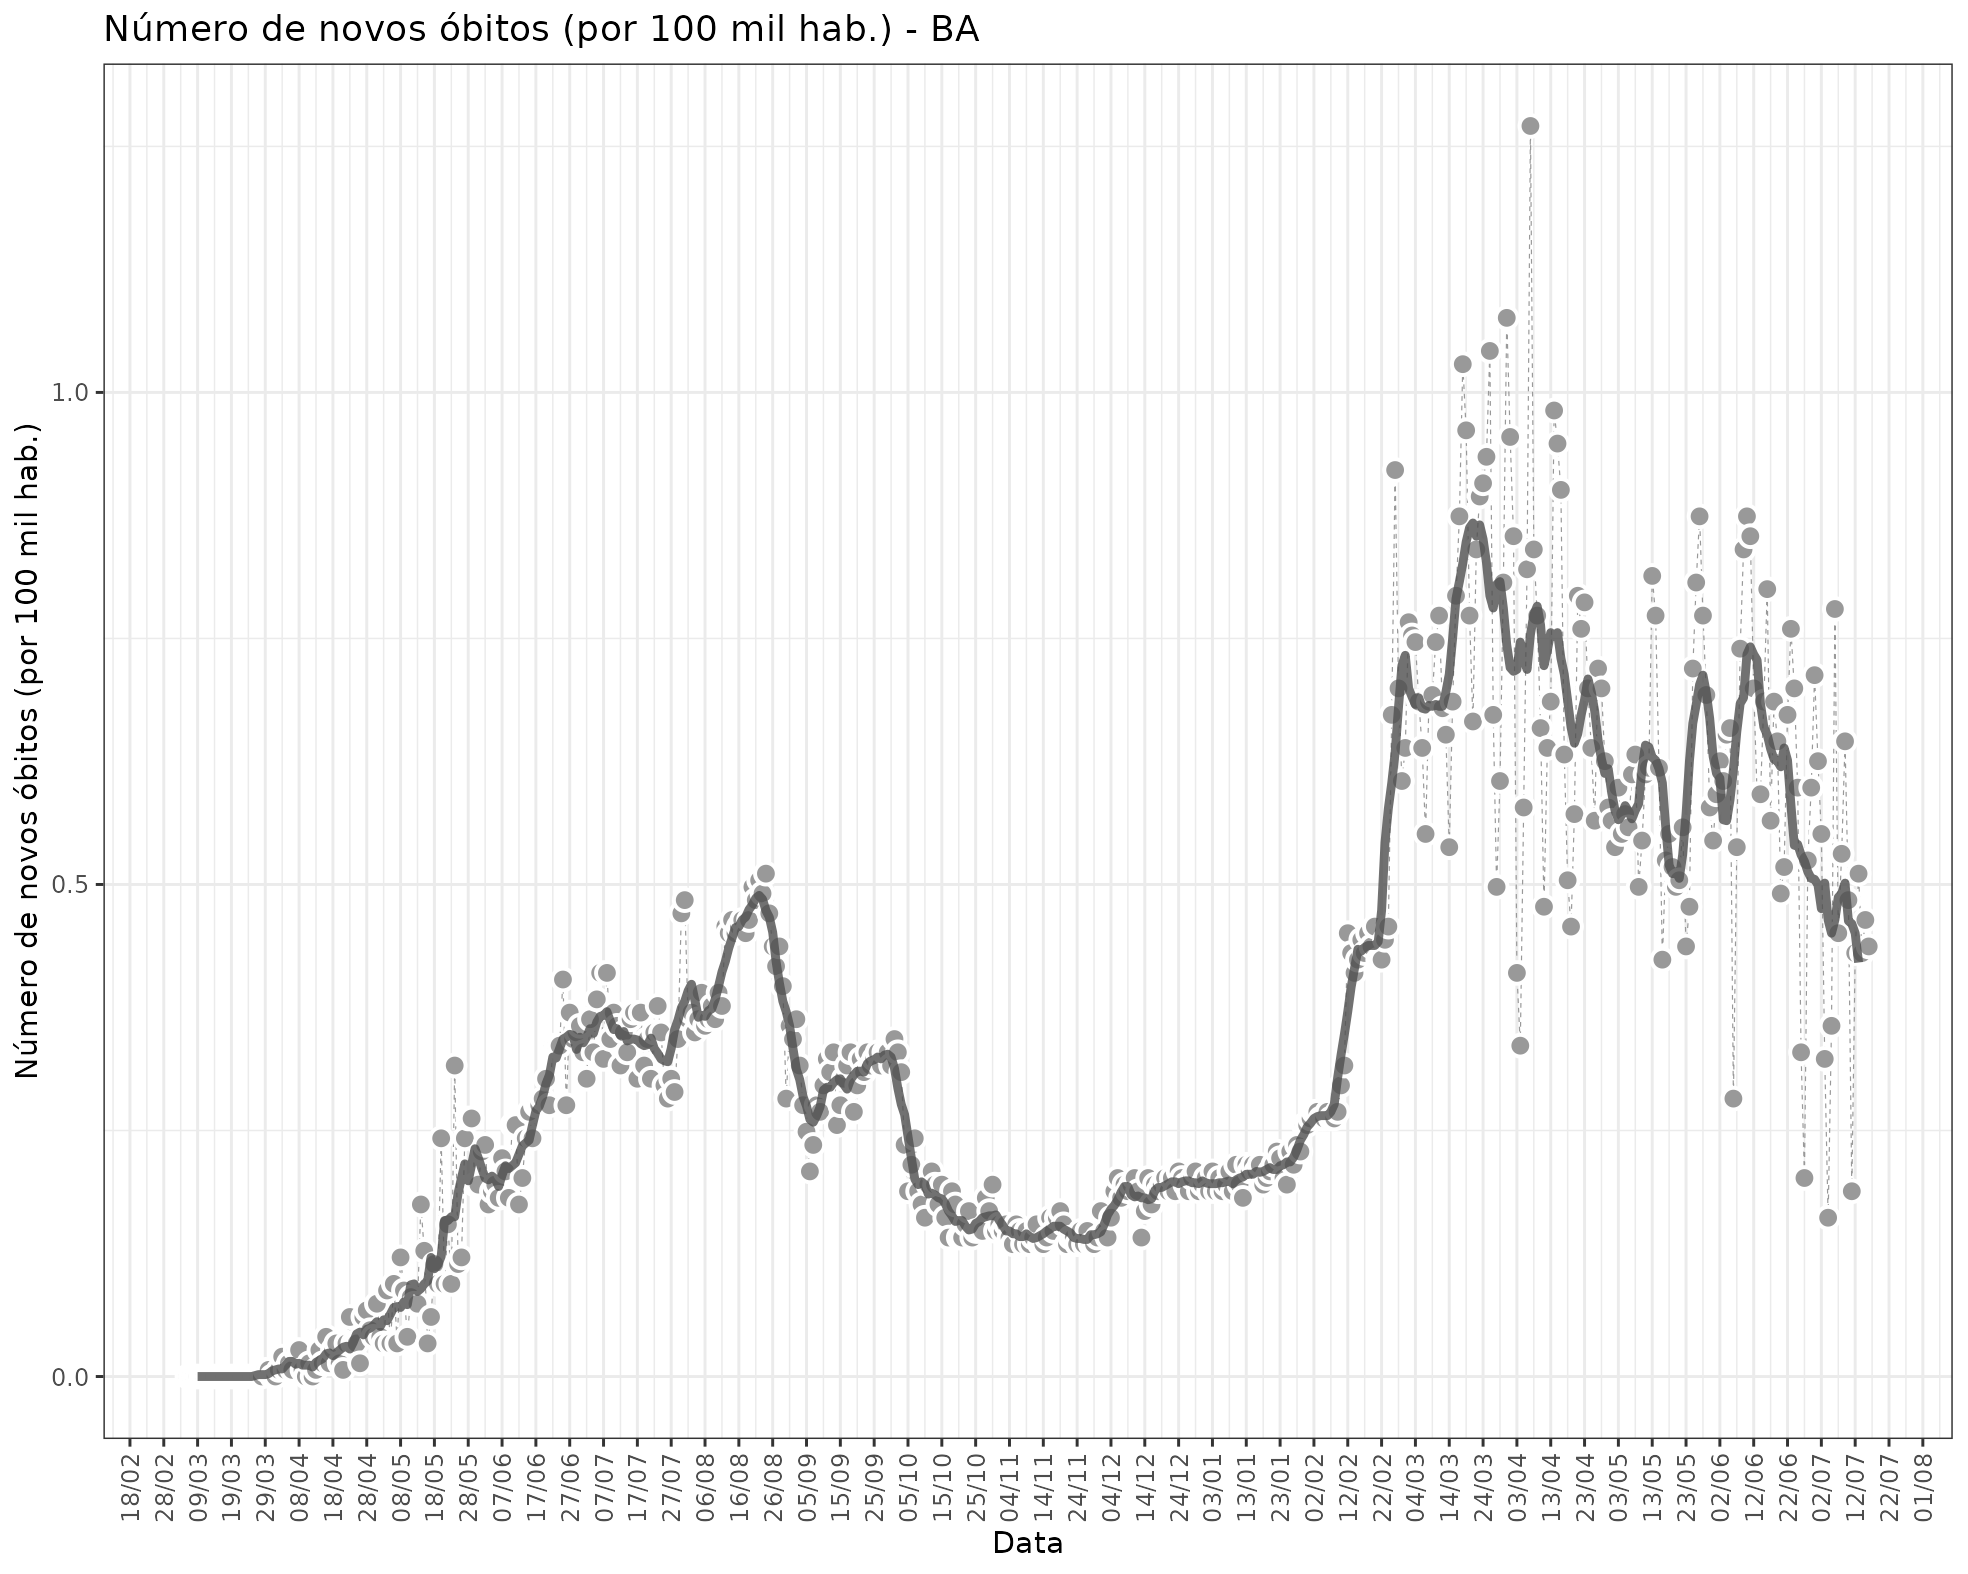 Número de novos óbitos (por 100 mil hab.) - BA
Número de novos óbitos (por 100 mil hab.)
1.0
0.5
0.0
18/02 28/02 09/03 19/03 29/03 08/04 18/04 28/04 08/05 18/05 28/05 07/06 17/06 27/06 07/07 17/07 27/07 06/08 16/08 26/08 05/09 15/09 25/09 05/10 15/10 25/10 04/11 14/11 24/11 04/12 14/12 24/12 03/01 13/01 23/01 02/02 12/02 22/02 04/03 14/03 24/03 03/04 13/04 23/04 03/05 13/05 23/05 02/06 12/06 22/06 02/07 12/07 22/07 01/08
Data